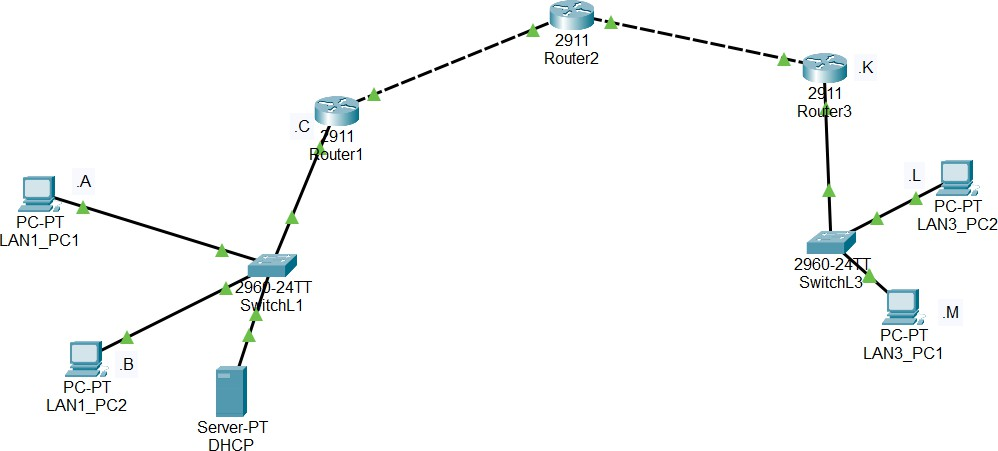 2911
Router2
.K
2911
Router3
.C
2911
Router1
.A
PC-PT
LAN1_PC1
.L
PC-PT
LAN3_PC2
2960-24TT
SwitchL1
2960-24TT
SwitchL3
.M
PC-PT
LAN3_PC1
.B
PC-PT
LAN1_PC2
Server-PT
DHCP